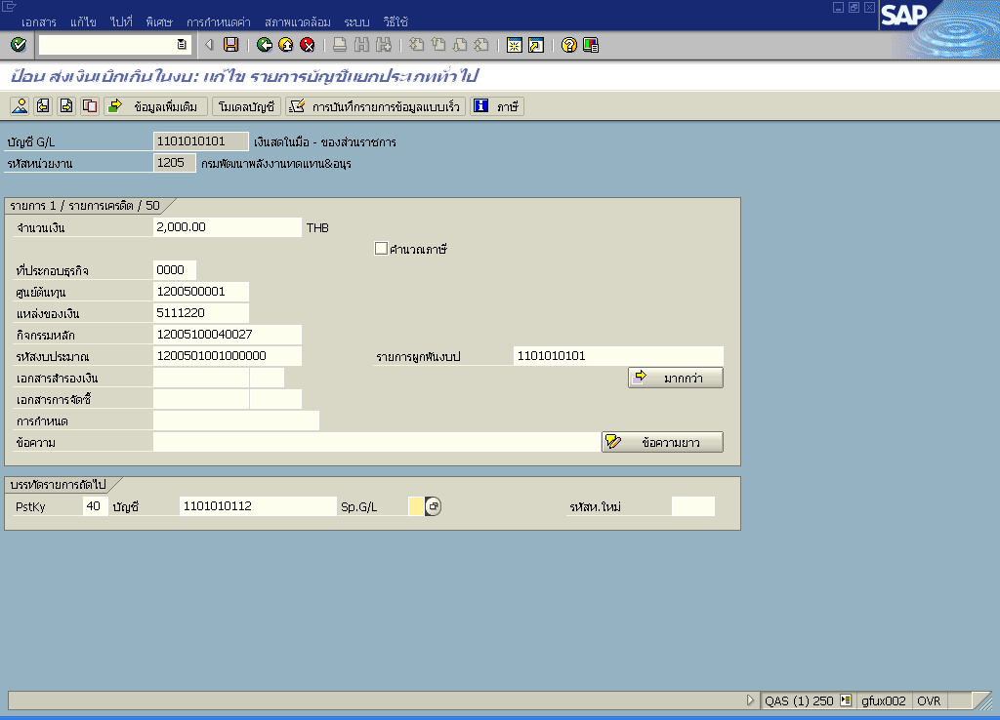 เอกสาร แก้ไข ไปที่ พิเศษ การกำหนดค่า สภาพแวดล้อม ระบบ วิธีใช้
SAP
ป้อน ส่งเงินเบิกเกินในงบ: แก้ไข รายการบัญชีแยกประเภททั่วไป
ข้อมูลเพิ่มเติม โมเดลบัญชี การบันทึกรายการข้อมูลแบบเร็ว ภาษี
บัญชี G/L 1101010101 เงินสดในมือ - ของส่วนราชการ
รหัสหน่วยงาน 1205 กรมพัฒนาพลังงานทดแทน&อนุร
รายการ 1 / รายการเครดิต / 50
จำนวนเงิน 2,000.00 THB
คำนวณภาษี
ที่ประกอบธุรกิจ 0000
ศูนย์ต้นทุน 1200500001
แหล่งของเงิน 5111220
กิจกรรมหลัก 12005100040027
รหัสงบประมาณ 1200501001000000 รายการผูกพันงบป 1101010101
เอกสารสำรองเงิน มากกว่า
เอกสารการจัดซื้
การกำหนด
ข้อความ ข้อความยาว
บรรทัดรายการถัดไป
PstKy 40 บัญชี 1101010112 Sp.G/L รหัสห.ใหม่
QAS (1) 250 gfux002 OVR